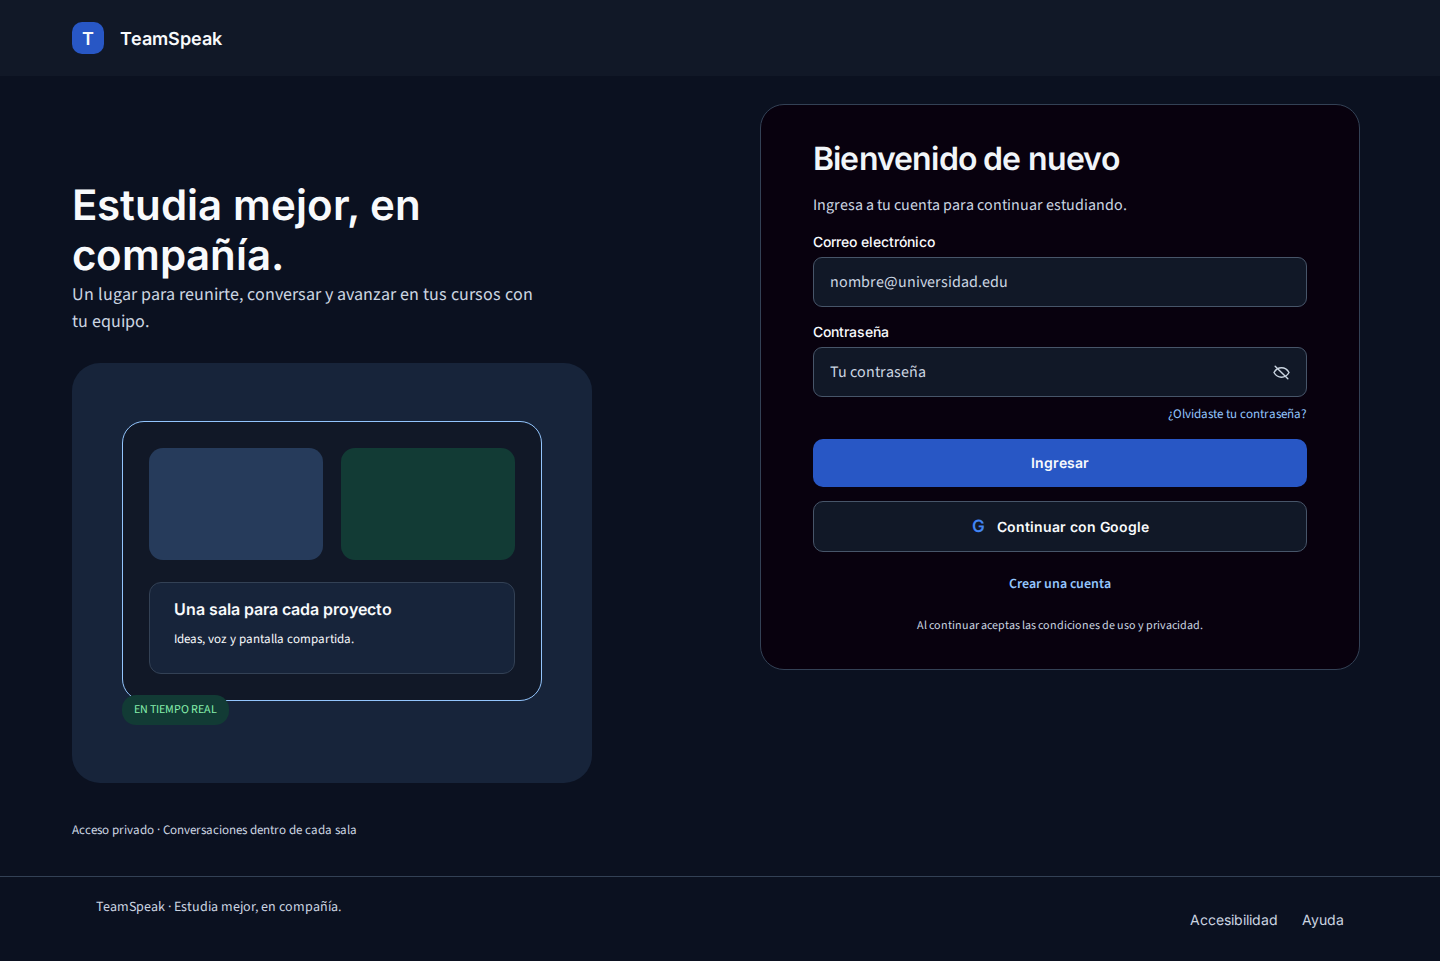 T TeamSpeak
Estudia mejor, en
compañía.
Un lugar para reunirte, conversar y avanzar en tus cursos con
tu equipo.
Una sala para cada proyecto
Ideas, voz y pantalla compartida.
EN TIEMPO REAL
Acceso privado · Conversaciones dentro de cada sala
Bienvenido de nuevo
Ingresa a tu cuenta para continuar estudiando.
Correo electrónico
nombre@universidad.edu
Contraseña
Tu contraseña
¿Olvidaste tu contraseña?
Ingresar
G Continuar con Google
Crear una cuenta
Al continuar aceptas las condiciones de uso y privacidad.
TeamSpeak · Estudia mejor, en compañía.
Accesibilidad Ayuda